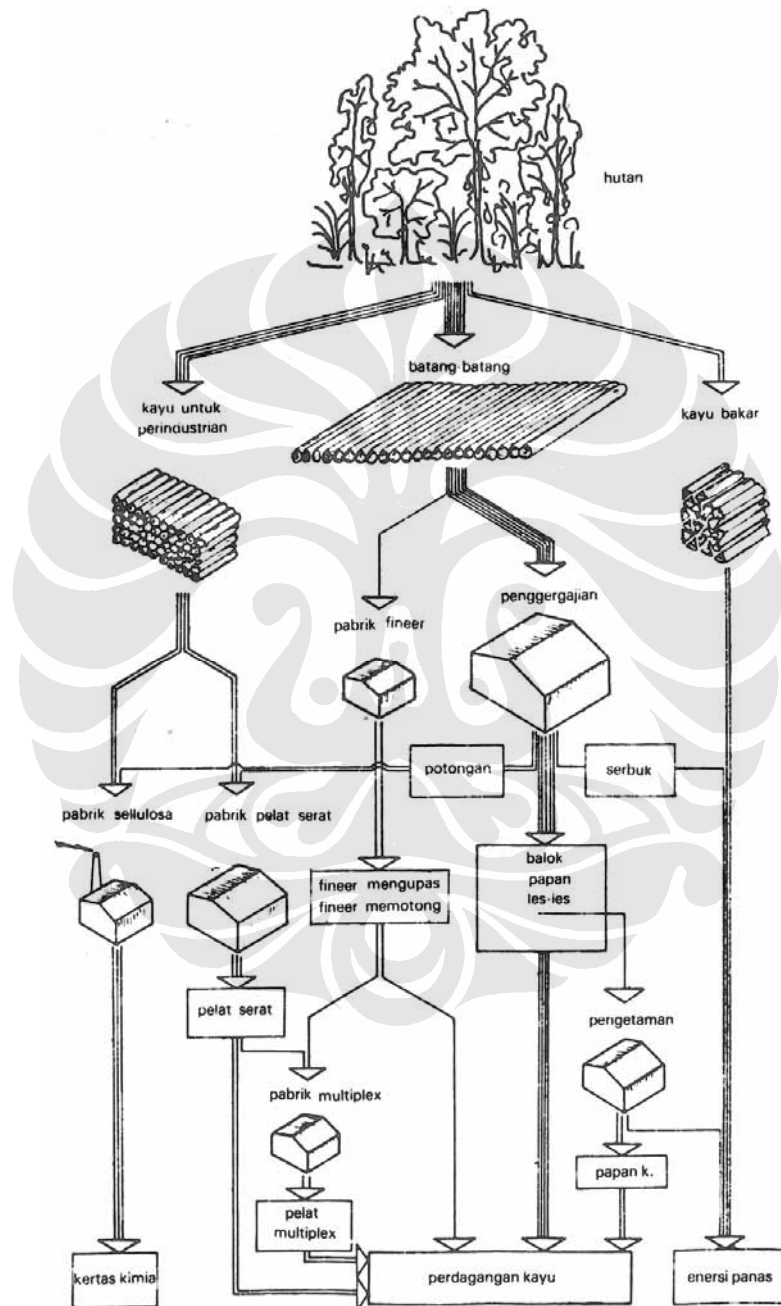 hutan
batang-batang
kayu untuk
perindustrian
kayu bakar
pabrik fineer
penggergajian
potongan
serbuk
pabrik sellulosa
pabrik pelat serat
fineer mengupas
fineer memotong
balok
papan
les-ies
pelat serat
pengetaman
pabrik multiplex
papan k.
pelat
multiplex
kertas kimia
perdagangan kayu
enersi panas